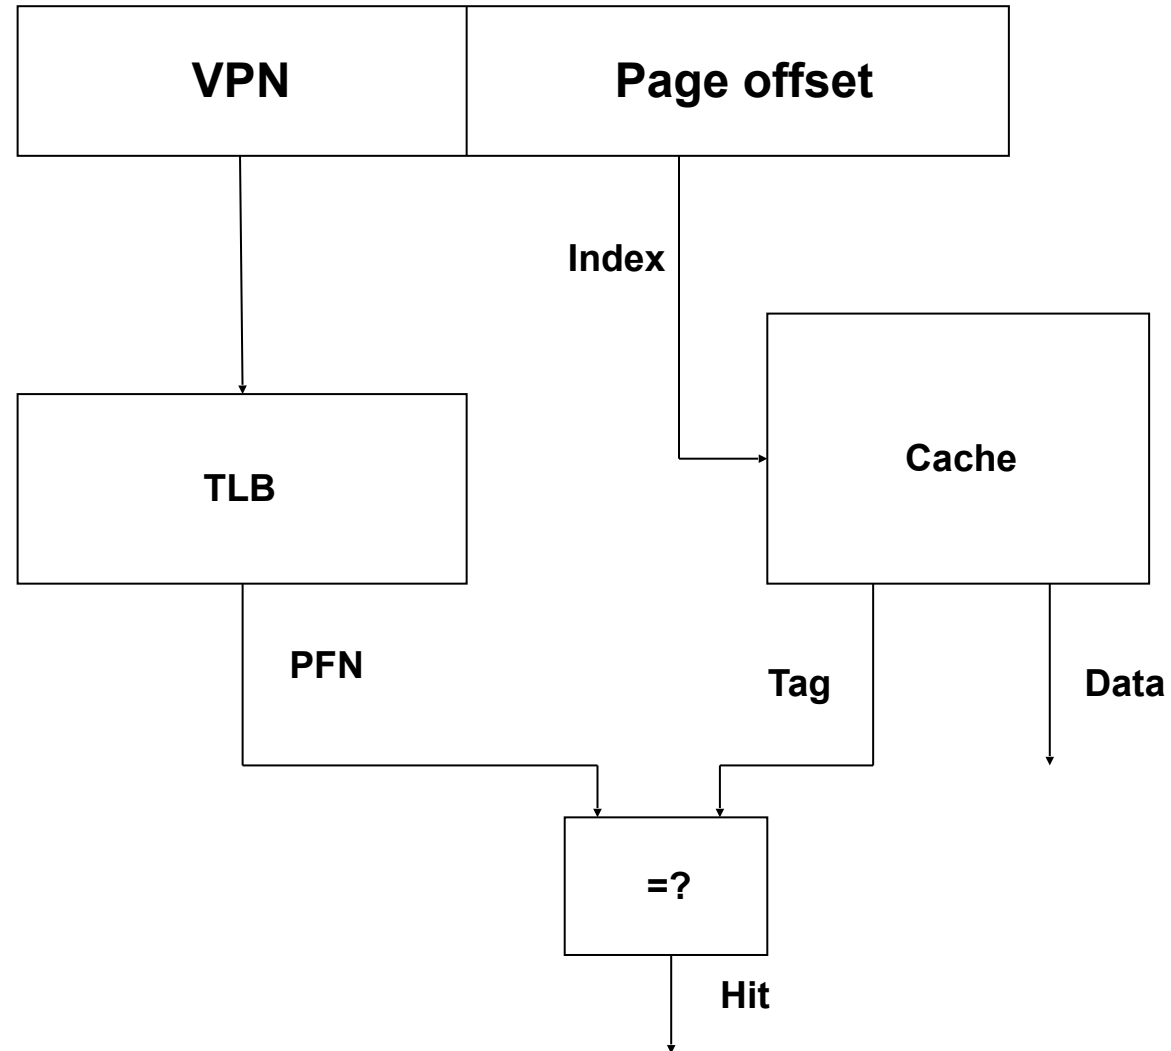 VPN
Page offset
Index
Cache
TLB
PFN
Tag
Data
=?
Hit